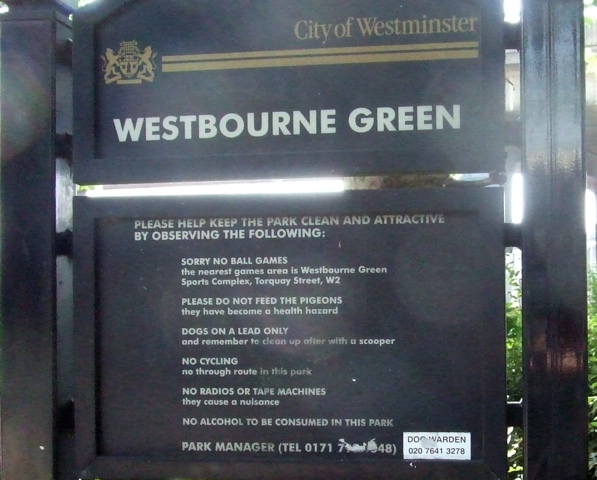 City of Westminster
WESTBOURNE GREEN
PLEASE HELP KEEP THE PARK CLEAN AND ATTRACTIVE
BY OBSERVING THE FOLLOWING:
SORRY NO BALL GAMES
the nearest games area is Westbourne Green
Sports Complex, Torquay Street, W2
PLEASE DO NOT FEED THE PIGEONS
they have become a health hazard
DOGS ON A LEAD ONLY
and remember to clean up after with a scooper
NO CYCLING
no through route in this park
NO RADIOS OR TAPE MACHINES
they cause a nuisance
NO ALCOHOL TO BE CONSUMED IN THIS PARK
PARK MANAGER (TEL 0171
DOG WARDEN
020 7641 3278